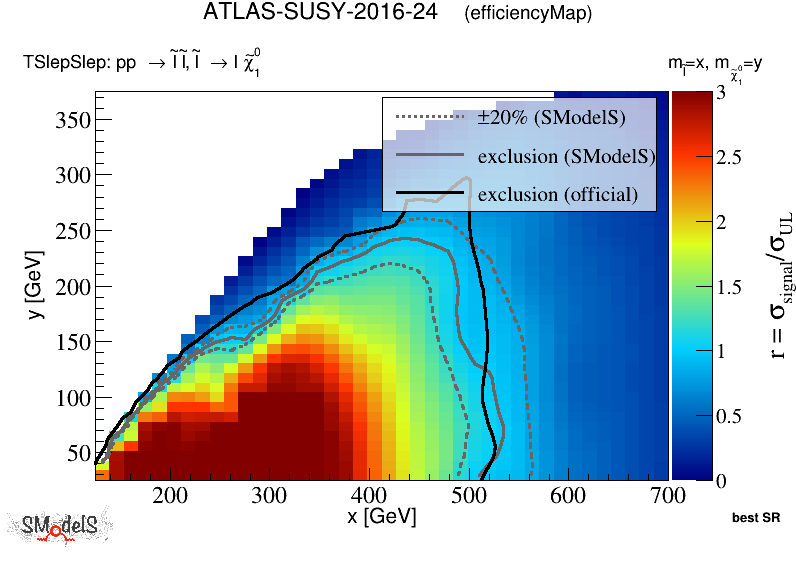 ATLAS-SUSY-2016-24 (efficiencyMap)
TSlepSlep: pp → l̃ l̃, l̃ → l χ̃₁⁰
m_l̃=x, m_χ̃₁⁰=y
±20% (SModelS)
exclusion (SModelS)
exclusion (official)
350
300
250
200
150
100
50
y [GeV]
200 300 400 500 600 700
x [GeV]
3
2.5
2
1.5
1
0.5
0
r = σ_signal/σ_UL
best SR
SModelS